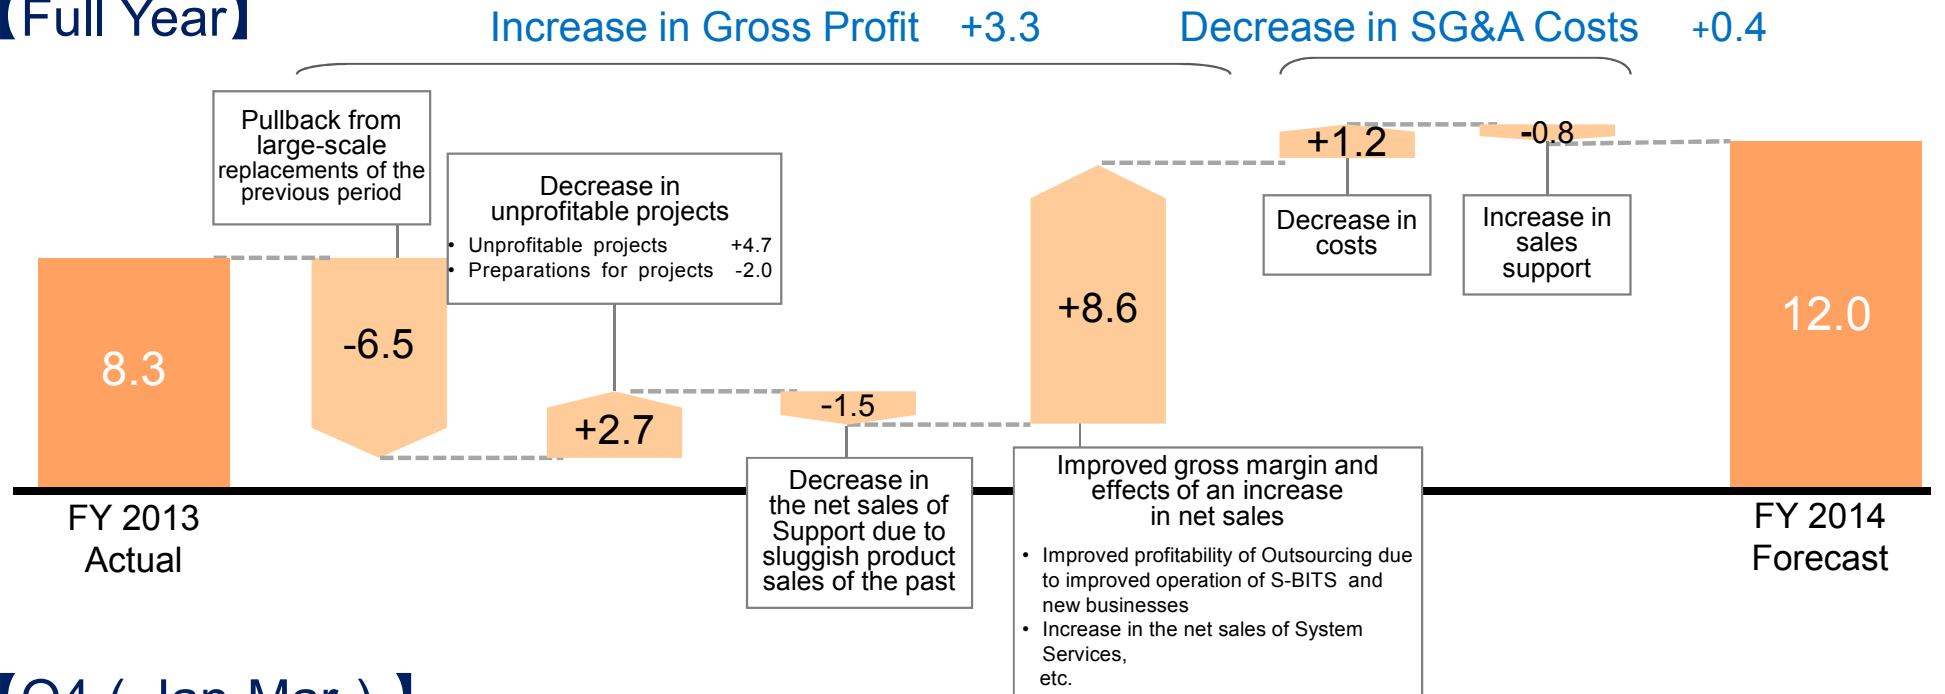 【Full Year】
Increase in Gross Profit +3.3
Decrease in SG&A Costs +0.4
Pullback from
large-scale
replacements of the
previous period
Decrease in
unprofitable projects
• Unprofitable projects +4.7
• Preparations for projects -2.0
+1.2
-0.8
Decrease in
costs
Increase in
sales
support
8.3
-6.5
+2.7
-1.5
+8.6
12.0
Decrease in
the net sales of
Support due to
sluggish product
sales of the past
Improved gross margin and
effects of an increase
in net sales
• Improved profitability of Outsourcing due
to improved operation of S-BITS and
new businesses
• Increase in the net sales of System
Services,
etc.
FY 2013
Actual
FY 2014
Forecast
【Q4 ( Jan-Mar ) 】